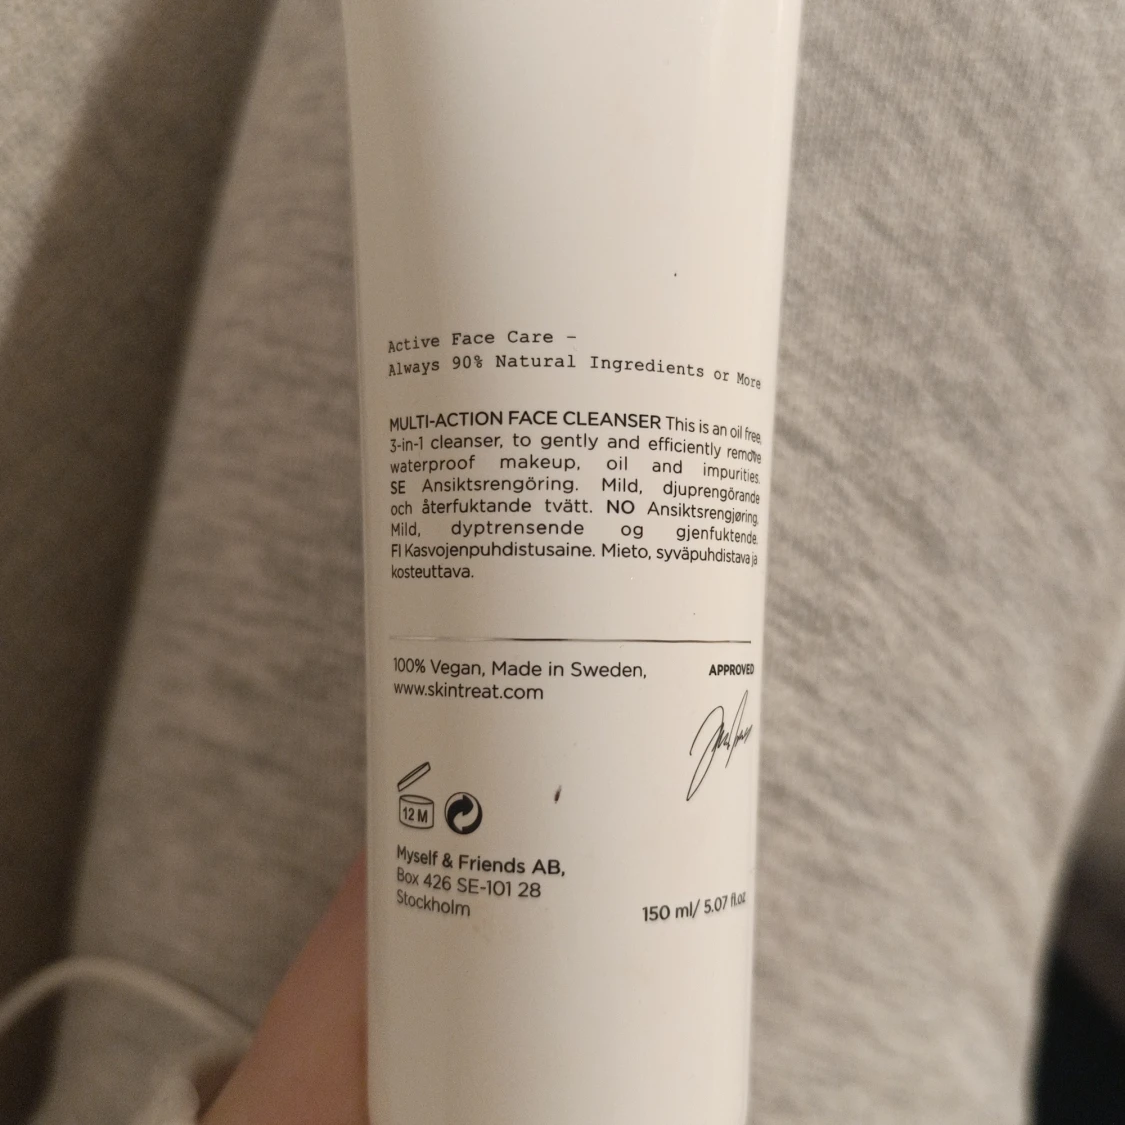 Active Face Care –
Always 90% Natural Ingredients or More
MULTI-ACTION FACE CLEANSER This is an oil free,
3-in-1 cleanser, to gently and efficiently remove
waterproof makeup, oil and impurities.
SE Ansiktsrengöring. Mild, djuprengörande
och återfuktande tvätt. NO Ansiktsrengjøring.
Mild, dyptrensende og gjenfuktende.
FI Kasvojenpuhdistusaine. Mieto, syväpuhdistava ja
kosteuttava.
100% Vegan, Made in Sweden,
www.skintreat.com
APPROVED
12 M
Myself & Friends AB,
Box 426 SE-101 28
Stockholm
150 ml/ 5.07 fl.oz